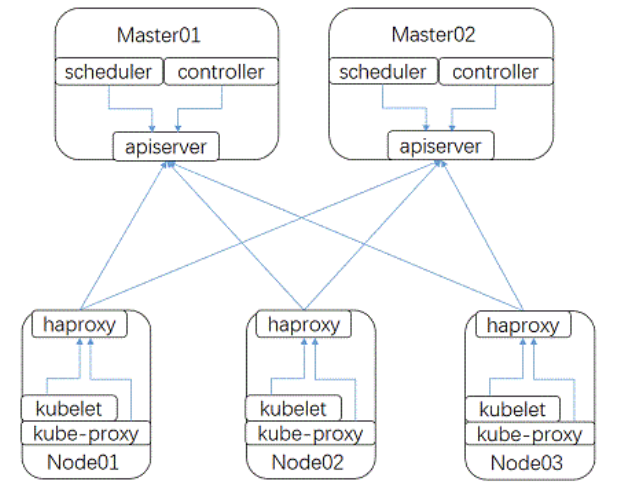 Master01
Master02
scheduler
controller
scheduler
controller
apiserver
apiserver
haproxy
haproxy
haproxy
kubelet
kubelet
kubelet
kube-proxy
kube-proxy
kube-proxy
Node01
Node02
Node03